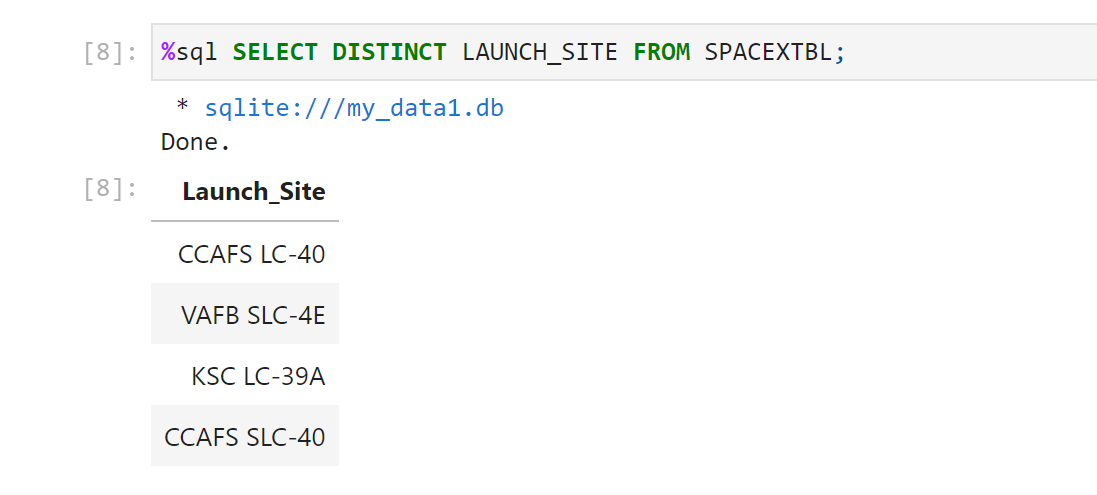 [8]: %sql SELECT DISTINCT LAUNCH_SITE FROM SPACEXTBL;
* sqlite:///my_data1.db
Done.
[8]: Launch_Site
CCAFS LC-40
VAFB SLC-4E
KSC LC-39A
CCAFS SLC-40